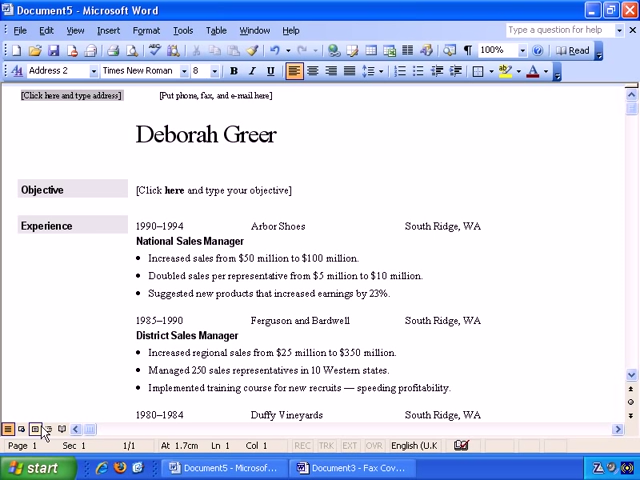 Document5 - Microsoft Word
File Edit View Insert Format Tools Table Window Help Type a question for help
100% Read
Address 2 Times New Roman 8 B I U
[Click here and type address] [Put phone, fax, and e-mail here]
Deborah Greer
Objective [Click here and type your objective]
Experience 1990–1994 Arbor Shoes South Ridge, WA
National Sales Manager
• Increased sales from $50 million to $100 million.
• Doubled sales per representative from $5 million to $10 million.
• Suggested new products that increased earnings by 23%.
1985–1990 Ferguson and Bardwell South Ridge, WA
District Sales Manager
• Increased regional sales from $25 million to $350 million.
• Managed 250 sales representatives in 10 Western states.
• Implemented training course for new recruits — speeding profitability.
1980–1984 Duffy Vineyards South Ridge, WA
Page 1 Sec 1 1/1 At 1.7cm Ln 1 Col 1 REC TRK EXT OVR English (U.K
start Document5 - Microsof... Document3 - Fax Cov...